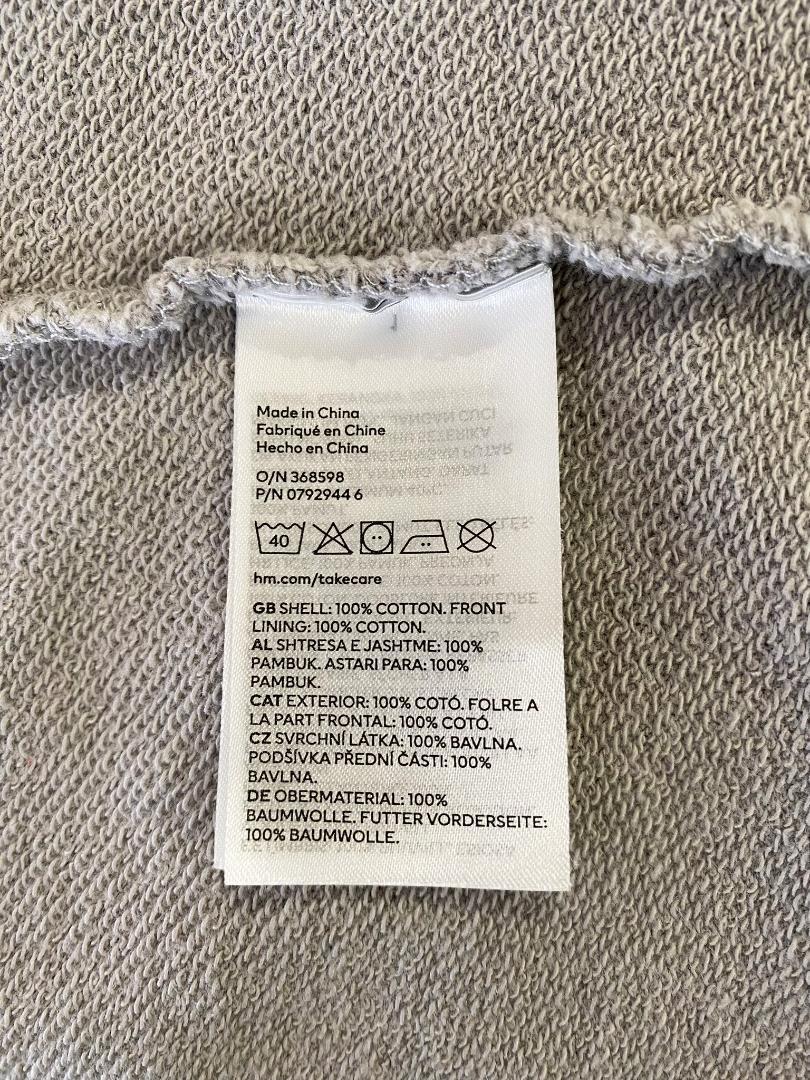 Made in China
Fabriqué en Chine
Hecho en China
O/N 368598
P/N 0792944 6
40
hm.com/takecare
GB SHELL: 100% COTTON. FRONT
LINING: 100% COTTON.
AL SHTRESA E JASHTME: 100%
PAMBUK. ASTARI PARA: 100%
PAMBUK.
CAT EXTERIOR: 100% COTÓ. FOLRE A
LA PART FRONTAL: 100% COTÓ.
CZ SVRCHNÍ LÁTKA: 100% BAVLNA.
PODŠÍVKA PŘEDNÍ ČÁSTI: 100%
BAVLNA.
DE OBERMATERIAL: 100%
BAUMWOLLE. FUTTER VORDERSEITE:
100% BAUMWOLLE.